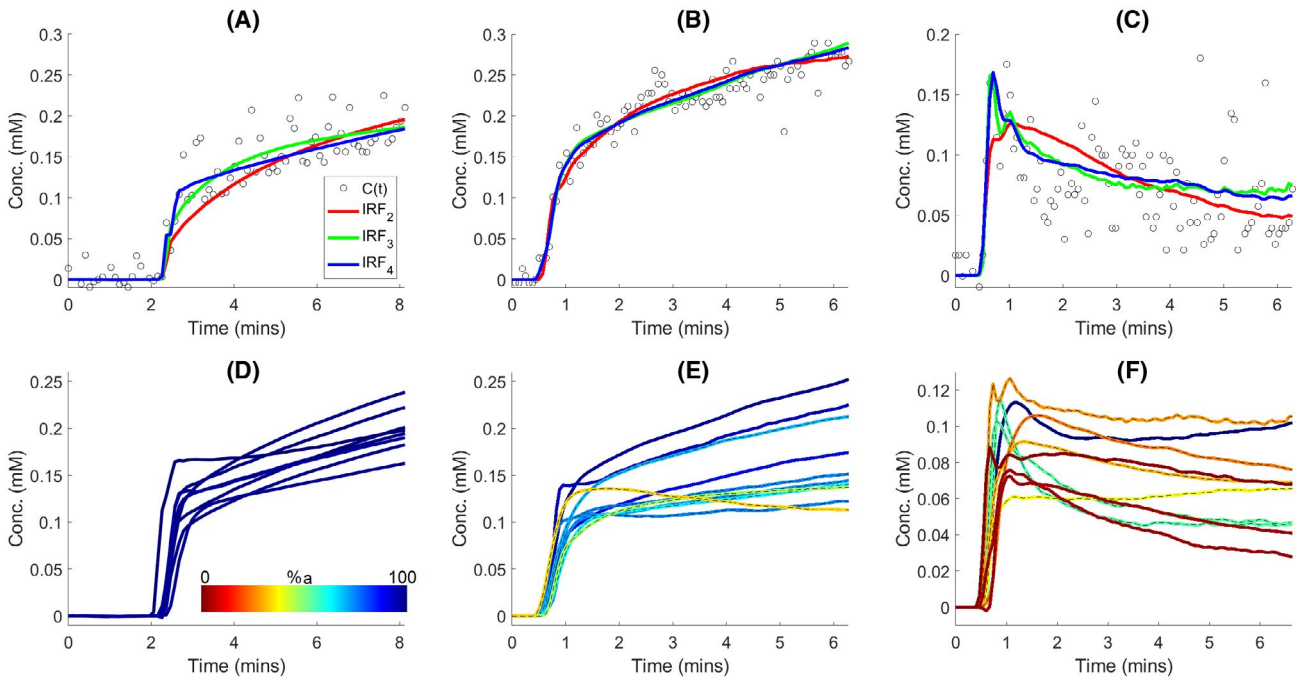 (A)
0.3
0.25
0.2
0.15
0.1
0.05
0
Conc. (mM)
C(t)
IRF2
IRF3
IRF4
0 2 4 6 8
Time (mins)
(B)
0.3
0.25
0.2
0.15
0.1
0.05
0
Conc. (mM)
0 1 2 3 4 5 6
Time (mins)
(C)
0.2
0.15
0.1
0.05
0
Conc. (mM)
0 1 2 3 4 5 6
Time (mins)
(D)
0.25
0.2
0.15
0.1
0.05
0
Conc. (mM)
0 %a 100
0 2 4 6 8
Time (mins)
(E)
0.25
0.2
0.15
0.1
0.05
0
Conc. (mM)
0 1 2 3 4 5 6
Time (mins)
(F)
0.12
0.1
0.08
0.06
0.04
0.02
0
Conc. (mM)
0 1 2 3 4 5 6
Time (mins)